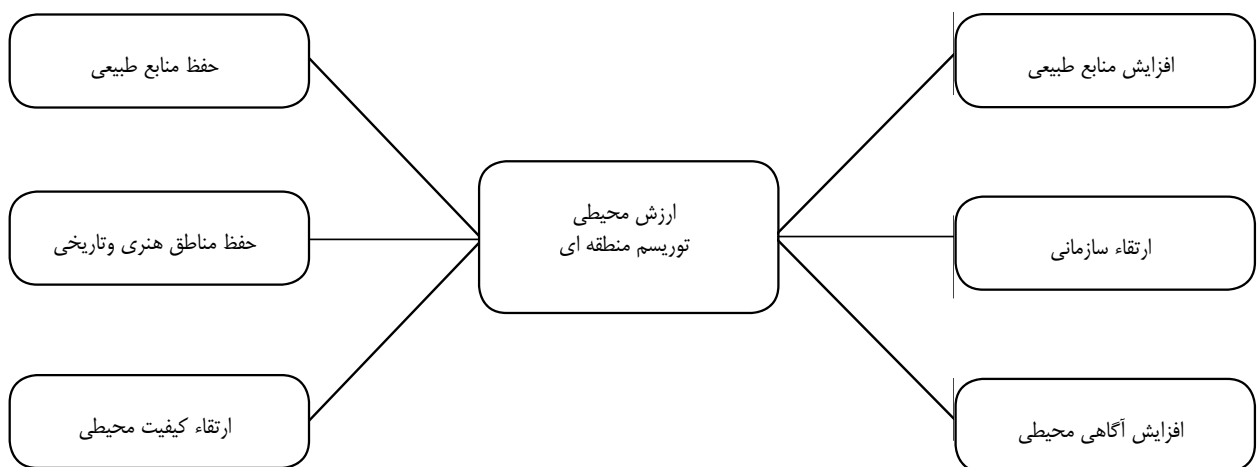 افزایش منابع طبیعی
حفظ منابع طبیعی
ارزش محیطی
توریسم منطقه ای
ارتقاء سازمانی
حفظ مناطق هنری وتاریخی
افزایش آگاهی محیطی
ارتقاء کیفیت محیطی